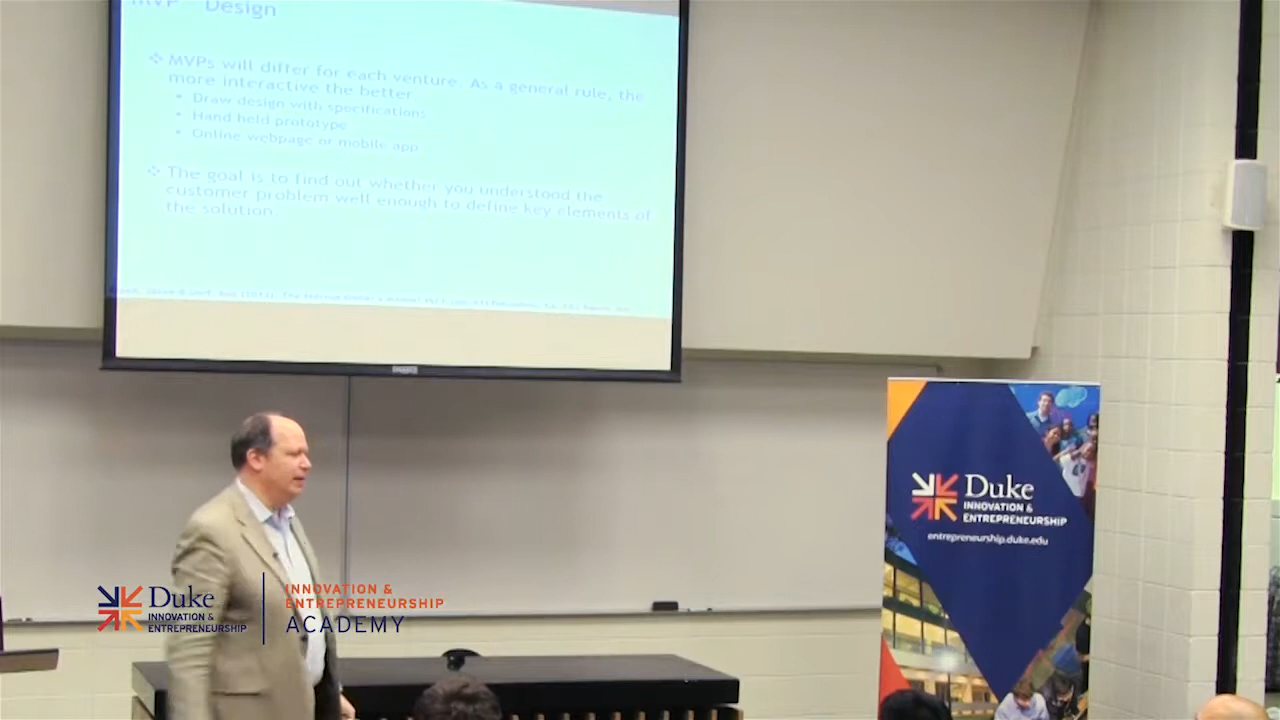 MVP – Design
❖ MVPs will differ for each venture. As a general rule, the
more interactive the better
• Draw design with specifications
• Hand held prototype
• Online webpage or mobile app
❖ The goal is to find out whether you understood the
customer problem well enough to define key elements of
the solution.
Duke
INNOVATION &
ENTREPRENEURSHIP
entrepreneurship.duke.edu
Duke
INNOVATION &
ENTREPRENEURSHIP
INNOVATION &
ENTREPRENEURSHIP
ACADEMY